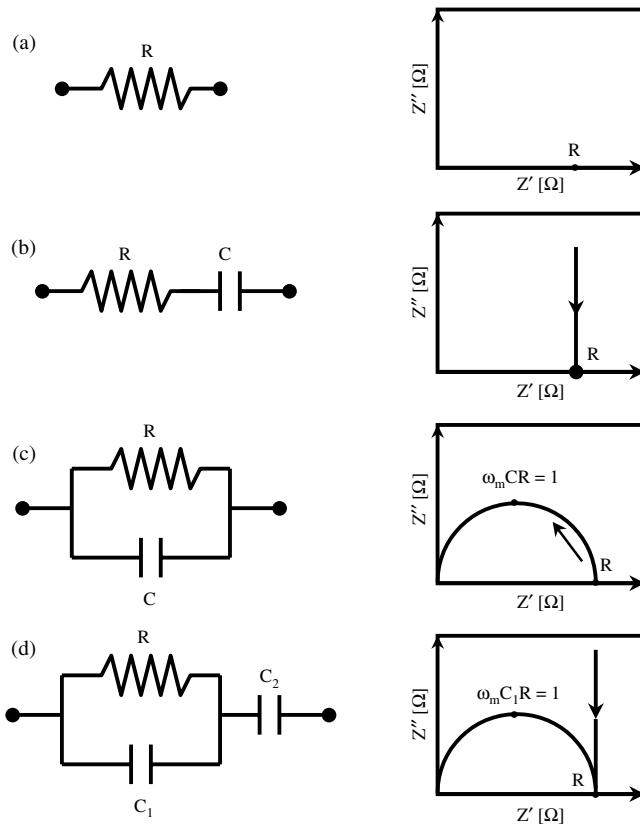 (a)
R
Z″ [Ω]
R
Z′ [Ω]
(b)
R
C
Z″ [Ω]
R
Z′ [Ω]
(c)
R
C
Z″ [Ω]
ωₘCR = 1
R
Z′ [Ω]
(d)
R
C₂
C₁
Z″ [Ω]
ωₘC₁R = 1
R
Z′ [Ω]